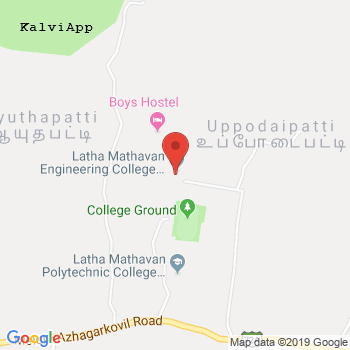 KalviApp
Boys Hostel
yuthapatti
ஆயுதபட்டி
Uppodaipatti
உப்போடைபட்டி
Latha Mathavan
Engineering College...
College Ground
Latha Mathavan
Polytechnic College...
Azhagarkovil Road
Google
Map data ©2019 Google